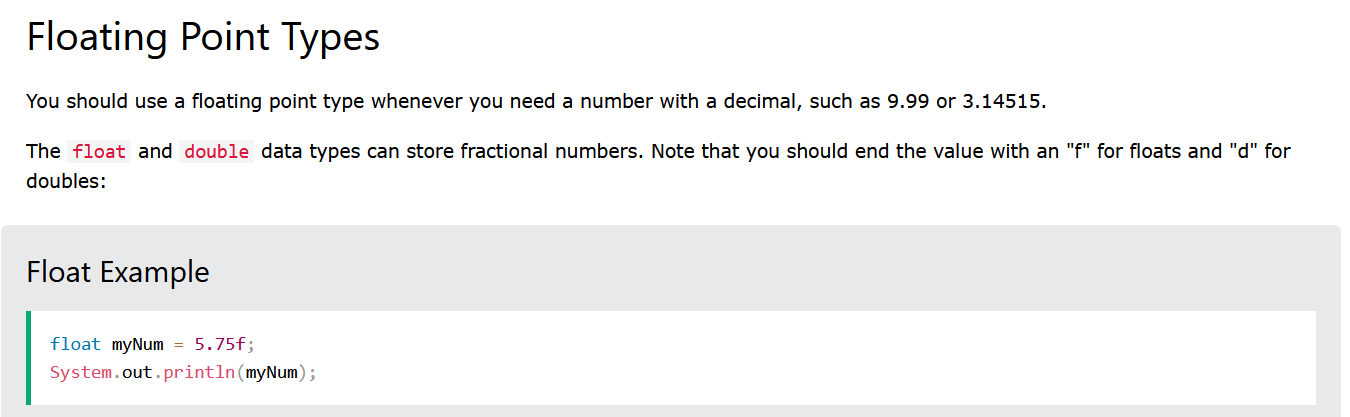 Floating Point Types
You should use a floating point type whenever you need a number with a decimal, such as 9.99 or 3.14515.
The float and double data types can store fractional numbers. Note that you should end the value with an "f" for floats and "d" for
doubles:
Float Example
float myNum = 5.75f;
System.out.println(myNum);